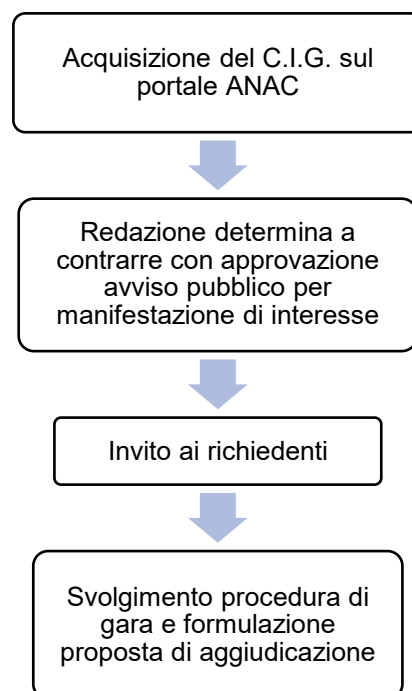 Acquisizione del C.I.G. sul
portale ANAC
Redazione determina a
contrarre con approvazione
avviso pubblico per
manifestazione di interesse
Invito ai richiedenti
Svolgimento procedura di
gara e formulazione
proposta di aggiudicazione